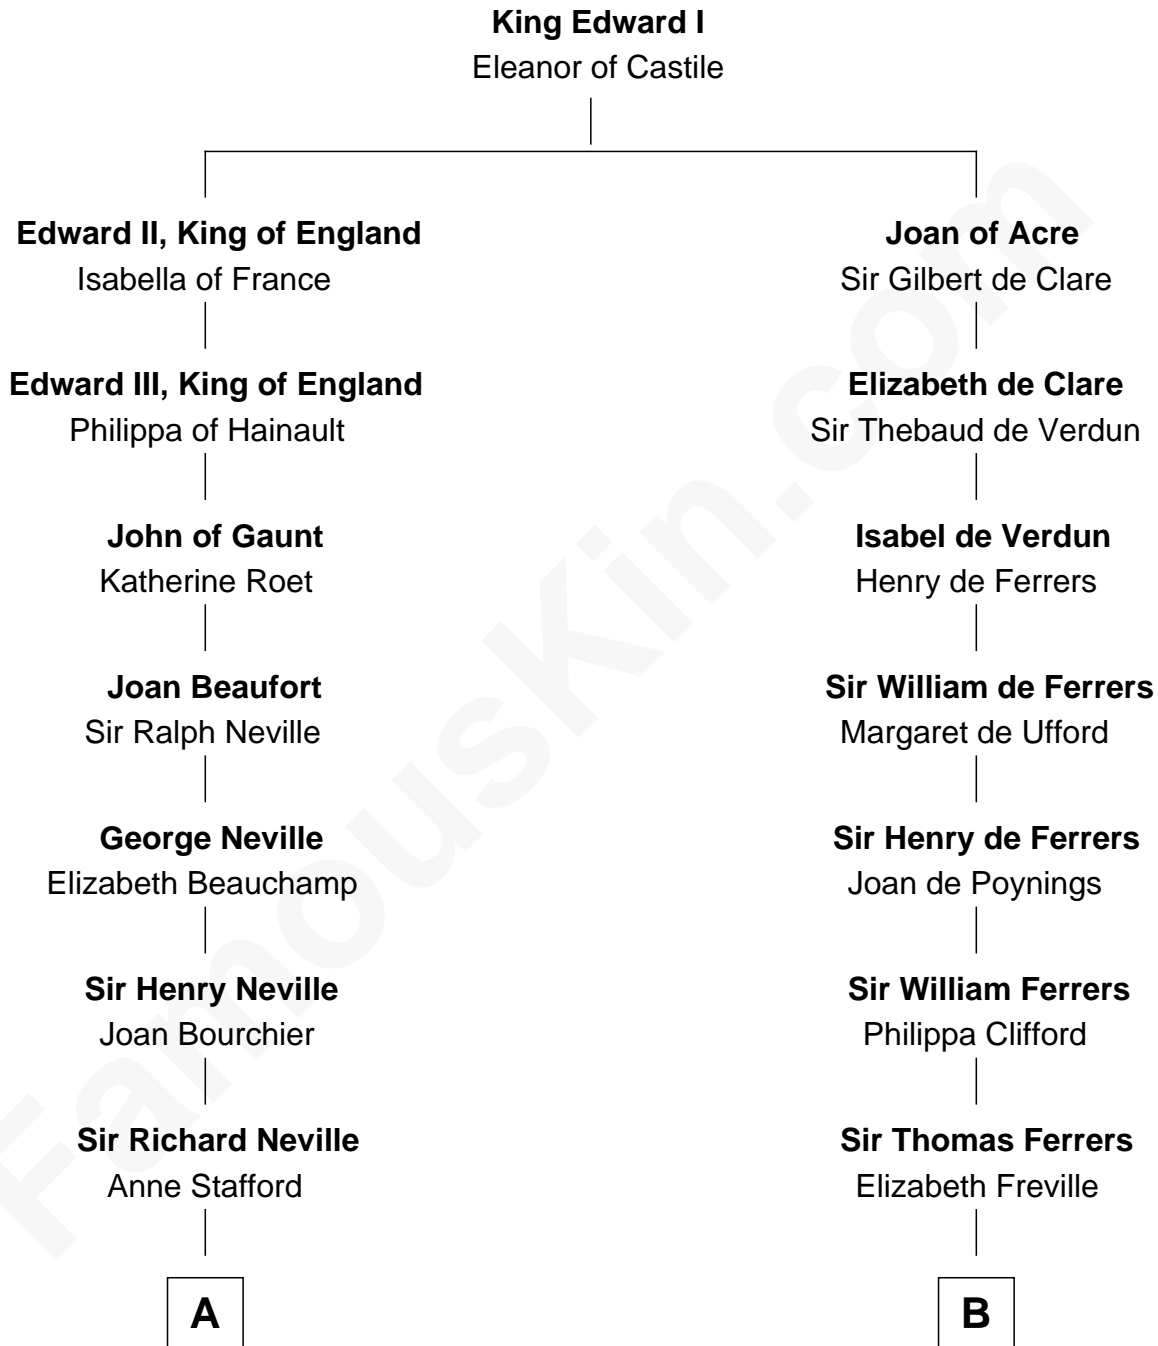 King Edward I
Eleanor of Castile
Edward II, King of England
Isabella of France
Joan of Acre
Sir Gilbert de Clare
Edward III, King of England
Philippa of Hainault
Elizabeth de Clare
Sir Thebaud de Verdun
John of Gaunt
Katherine Roet
Isabel de Verdun
Henry de Ferrers
Joan Beaufort
Sir Ralph Neville
Sir William de Ferrers
Margaret de Ufford
George Neville
Elizabeth Beauchamp
Sir Henry de Ferrers
Joan de Poynings
Sir Henry Neville
Joan Bourchier
Sir William Ferrers
Philippa Clifford
Sir Richard Neville
Anne Stafford
Sir Thomas Ferrers
Elizabeth Freville
A
B
FamousKin.com